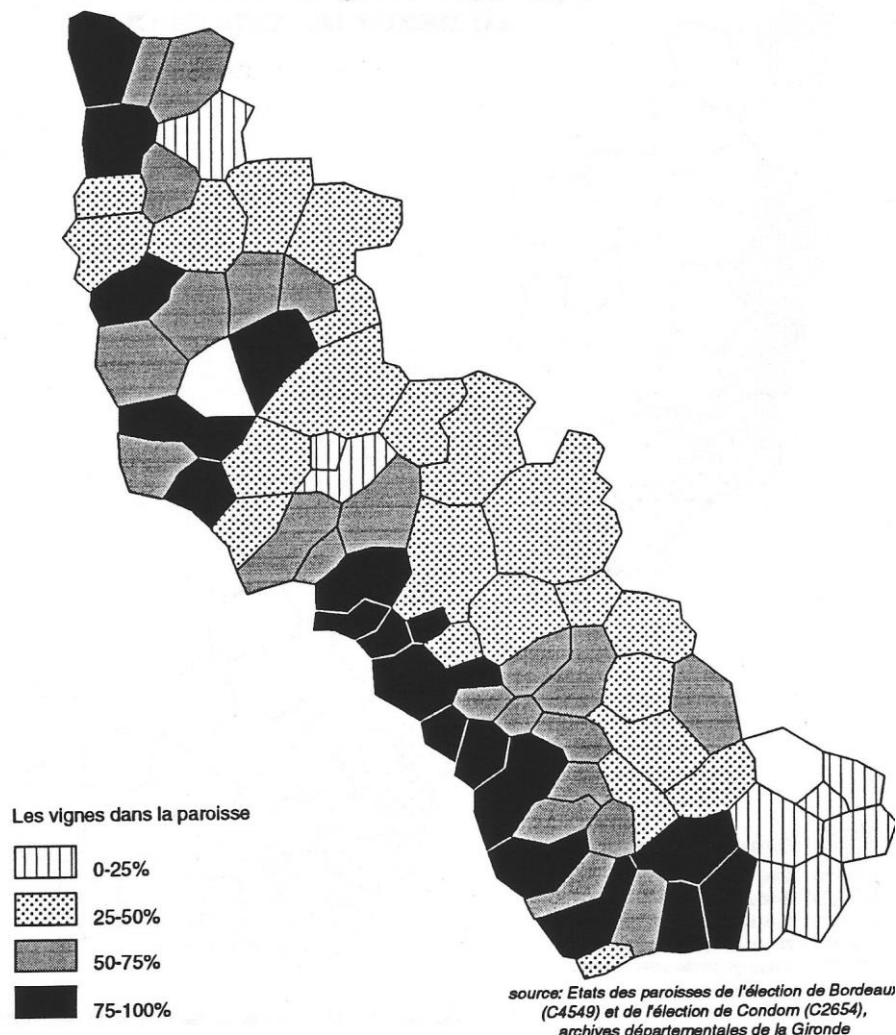 Les vignes dans la paroisse
0-25%
25-50%
50-75%
75-100%
source: Etats des paroisses de l'élection de Bordeaux
(C4549) et de l'élection de Condom (C2654),
archives départementales de la Gironde